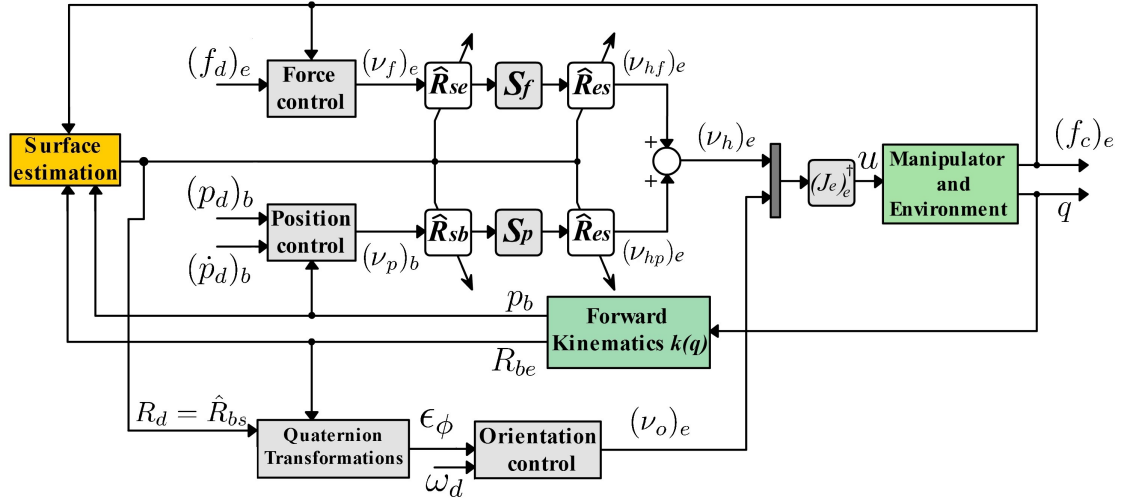 (f_d)_e
Force
control
(ν_f)_e
R̂_se
S_f
R̂_es
(ν_hf)_e
Surface
estimation
+
+
(ν_h)_e
(J_e)_e^†
u
Manipulator
and
Environment
(f_c)_e
q
(p_d)_b
(ṗ_d)_b
Position
control
(ν_p)_b
R̂_sb
S_p
R̂_es
(ν_hp)_e
p_b
R_be
Forward
Kinematics k(q)
R_d = R̂_bs
Quaternion
Transformations
ϵ_ϕ
ω_d
Orientation
control
(ν_o)_e